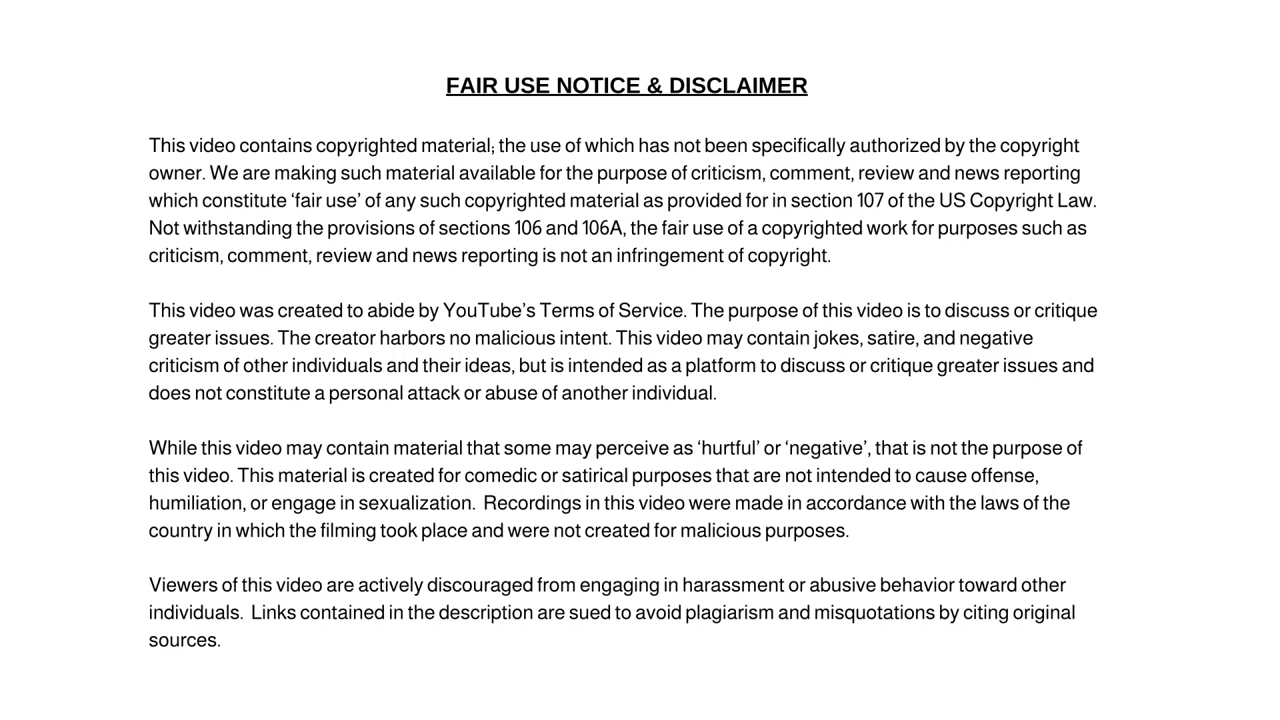 FAIR USE NOTICE & DISCLAIMER
This video contains copyrighted material; the use of which has not been specifically authorized by the copyright
owner. We are making such material available for the purpose of criticism, comment, review and news reporting
which constitute ‘fair use’ of any such copyrighted material as provided for in section 107 of the US Copyright Law.
Not withstanding the provisions of sections 106 and 106A, the fair use of a copyrighted work for purposes such as
criticism, comment, review and news reporting is not an infringement of copyright.
This video was created to abide by YouTube’s Terms of Service. The purpose of this video is to discuss or critique
greater issues. The creator harbors no malicious intent. This video may contain jokes, satire, and negative
criticism of other individuals and their ideas, but is intended as a platform to discuss or critique greater issues and
does not constitute a personal attack or abuse of another individual.
While this video may contain material that some may perceive as ‘hurtful’ or ‘negative’, that is not the purpose of
this video. This material is created for comedic or satirical purposes that are not intended to cause offense,
humiliation, or engage in sexualization.  Recordings in this video were made in accordance with the laws of the
country in which the filming took place and were not created for malicious purposes.
Viewers of this video are actively discouraged from engaging in harassment or abusive behavior toward other
individuals.  Links contained in the description are sued to avoid plagiarism and misquotations by citing original
sources.